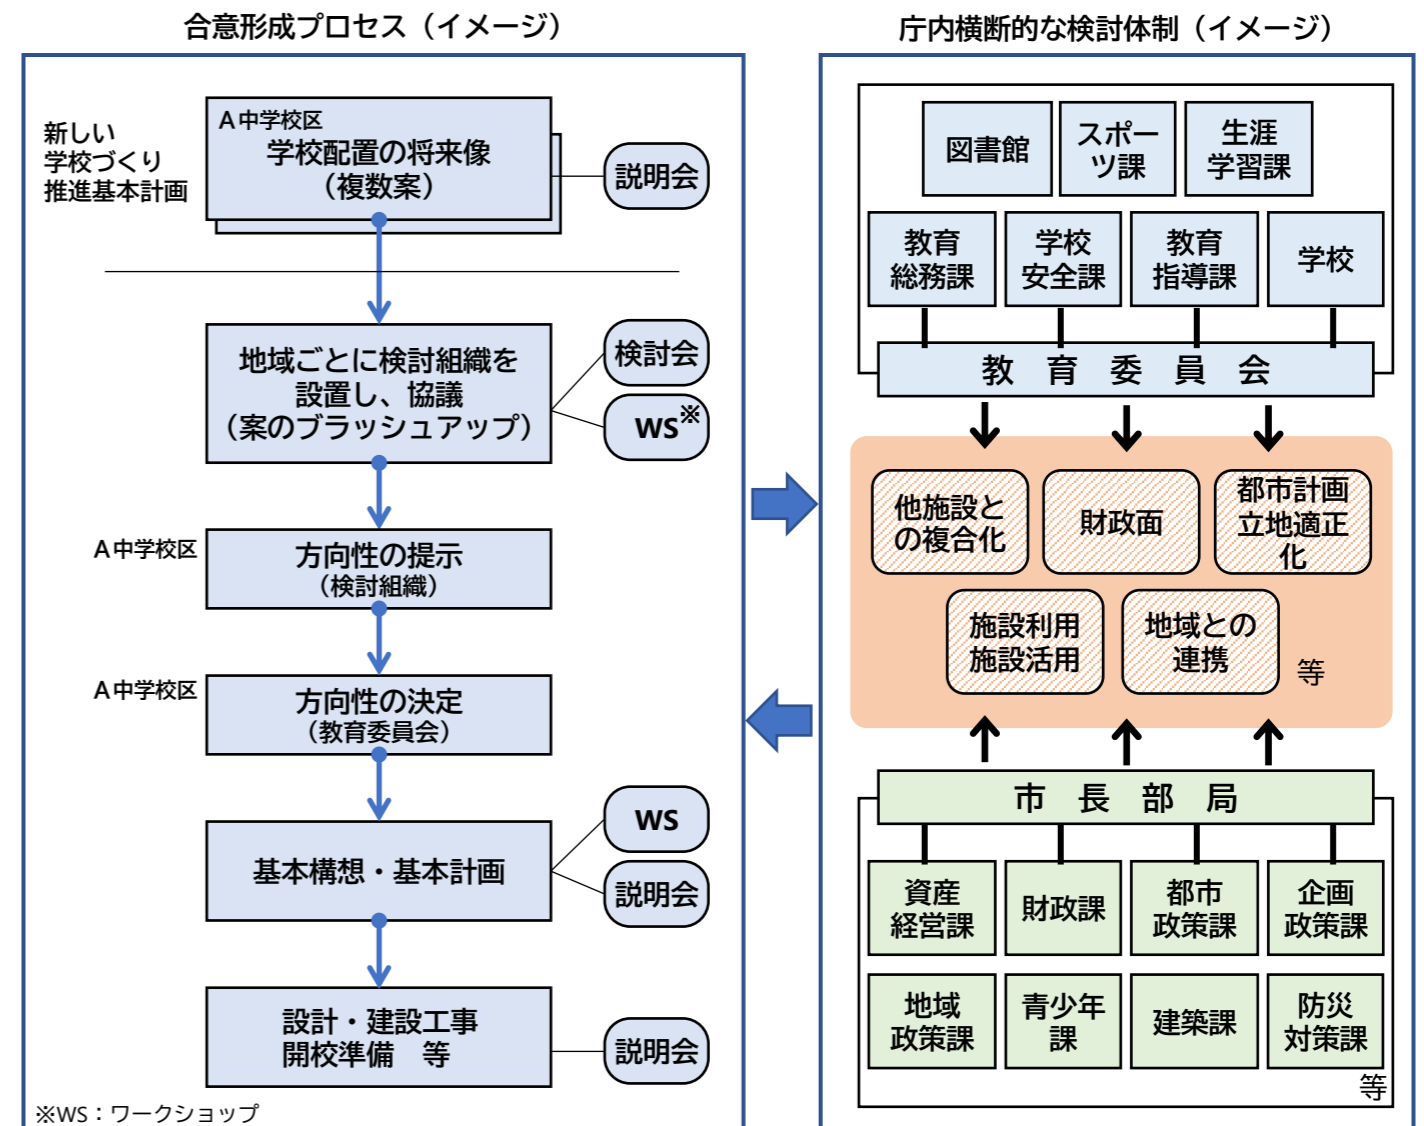 合意形成プロセス（イメージ）
新しい
学校づくり
推進基本計画
Ａ中学校区
学校配置の将来像
（複数案）
説明会
地域ごとに検討組織を
設置し、協議
（案のブラッシュアップ）
検討会
WS※
Ａ中学校区
方向性の提示
（検討組織）
Ａ中学校区
方向性の決定
（教育委員会）
基本構想・基本計画
WS
説明会
設計・建設工事
開校準備　等
説明会
※WS：ワークショップ
庁内横断的な検討体制（イメージ）
図書館
スポー
ツ課
生涯
学習課
教育
総務課
学校
安全課
教育
指導課
学校
教　育　委　員　会
他施設と
の複合化
財政面
都市計画
立地適正
化
施設利用
施設活用
地域との
連携
等
市　長　部　局
資産
経営課
財政課
都市
政策課
企画
政策課
地域
政策課
青少年
課
建築課
防災
対策課
等